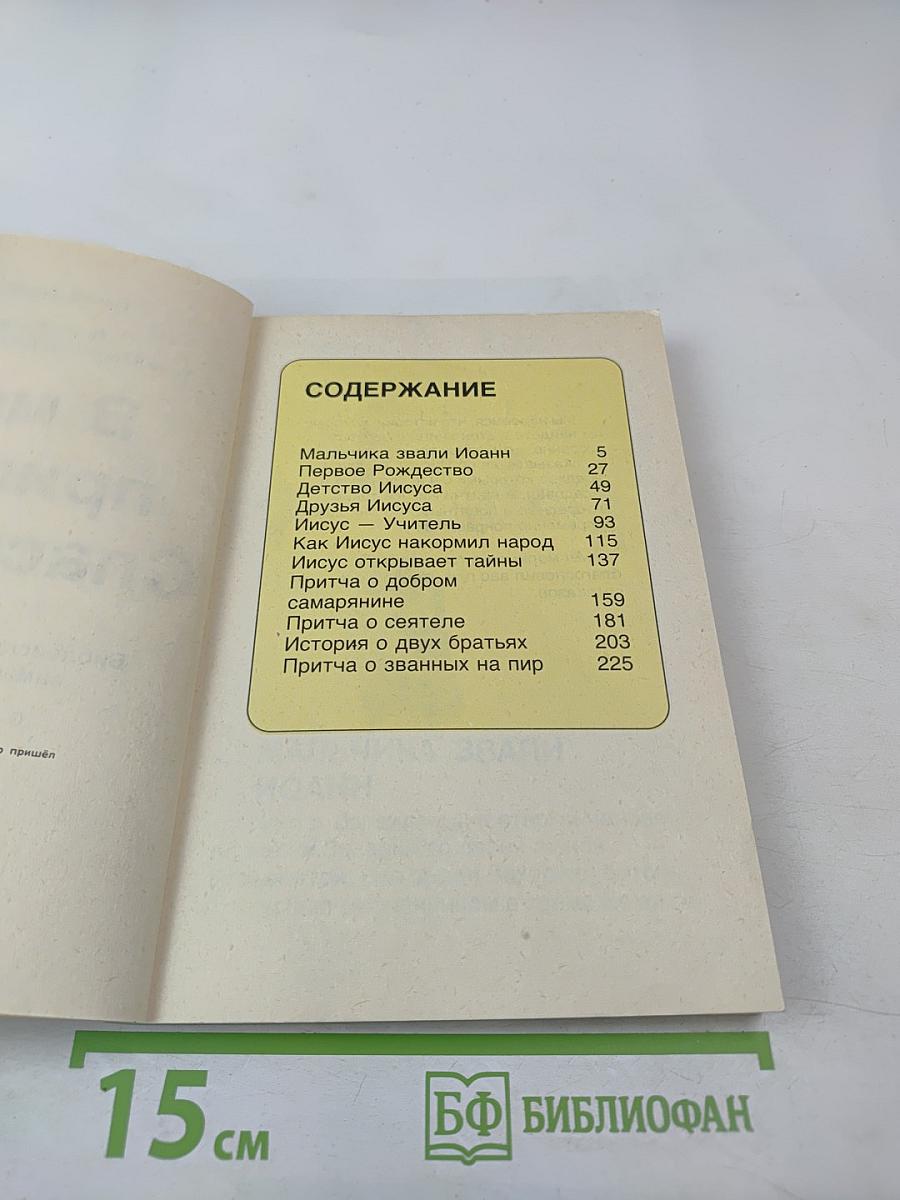 СОДЕРЖАНИЕ
Мальчика звали Иоанн 5
Первое Рождество 27
Детство Иисуса 49
Друзья Иисуса 71
Иисус — Учитель 93
Как Иисус накормил народ 115
Иисус открывает тайны 137
Притча о добром
самарянине 159
Притча о сеятеле 181
История о двух братьях 203
Притча о званных на пир 225
пришёл
15 см
БФ БИБЛИОФАН